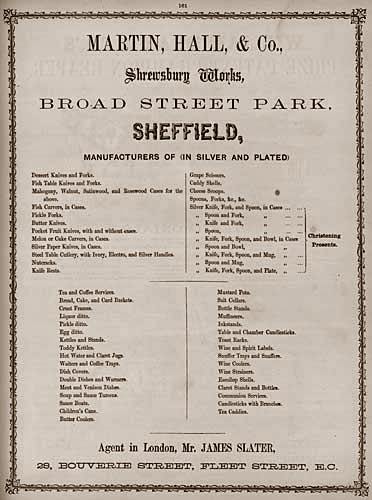 161
MARTIN, HALL, & Co.,
Shrewsbury Works,
BROAD STREET PARK,
SHEFFIELD,
MANUFACTURERS OF (IN SILVER AND PLATED)
Dessert Knives and Forks.
Fish Table Knives and Forks.
Mahogany, Walnut, Satinwood, and Rosewood Cases for the
above.
Fish Carvers, in Cases.
Pickle Forks.
Butter Knives.
Pocket Fruit Knives, with and without cases.
Melon or Cake Carvers, in Cases.
Silver Paper Knives, in Cases.
Steel Table Cutlery, with Ivory, Electro, and Silver Handles.
Nutcracks.
Knife Rests.
Grape Scissors.
Caddy Shells.
Cheese Scoops.
Spoons, Forks, &c., &c.
Silver Knife, Fork, and Spoon, in Cases ... ...
„ Spoon and Fork, „ ... ...
„ Knife and Fork, „ ... ...
„ Spoon, „ ... ...
„ Knife, Fork, Spoon, and Bowl, in Cases
„ Spoon and Bowl, „ ...
„ Knife, Fork, Spoon, and Mug, „ ...
„ Spoon and Mug, „ ...
„ Knife, Fork, Spoon, and Plate, „ ...
Christening
Presents.
Tea and Coffee Services.
Bread, Cake, and Card Baskets.
Cruet Frames.
Liquor ditto.
Pickle ditto.
Egg ditto.
Kettles and Stands.
Toddy Kettles.
Hot Water and Claret Jugs.
Waiters and Coffee Trays.
Dish Covers.
Double Dishes and Warmers.
Meat and Venison Dishes.
Soup and Sauce Tureens.
Sauce Boats.
Children's Cans.
Butter Coolers.
Mustard Pots.
Salt Cellars.
Bottle Stands.
Muffineers.
Inkstands.
Table and Chamber Candlesticks.
Toast Racks.
Wine and Spirit Labels.
Snuffer Trays and Snuffers.
Wine Coolers.
Wine Strainers.
Escallop Shells.
Claret Stands and Bottles.
Communion Services.
Candlesticks with Branches.
Tea Caddies.
Agent in London, Mr. JAMES SLATER,
28, BOUVERIE STREET, FLEET STREET, E.C.